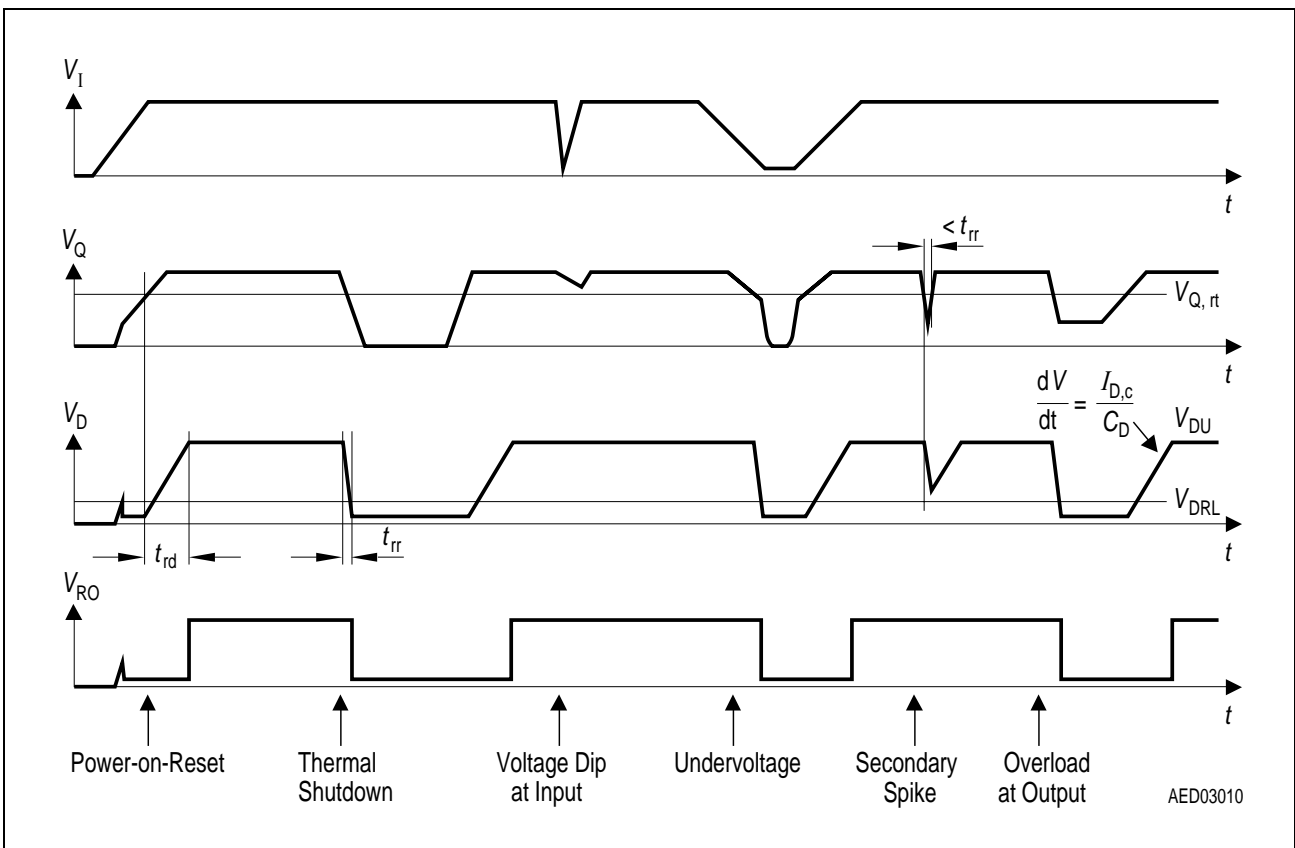 V_I
t
V_Q
< t_rr
V_Q, rt
t
dV/dt = I_D,c/C_D
V_DU
V_D
V_DRL
t
t_rd
t_rr
V_RO
t
Power-on-Reset
Thermal
Shutdown
Voltage Dip
at Input
Undervoltage
Secondary
Spike
Overload
at Output
AED03010